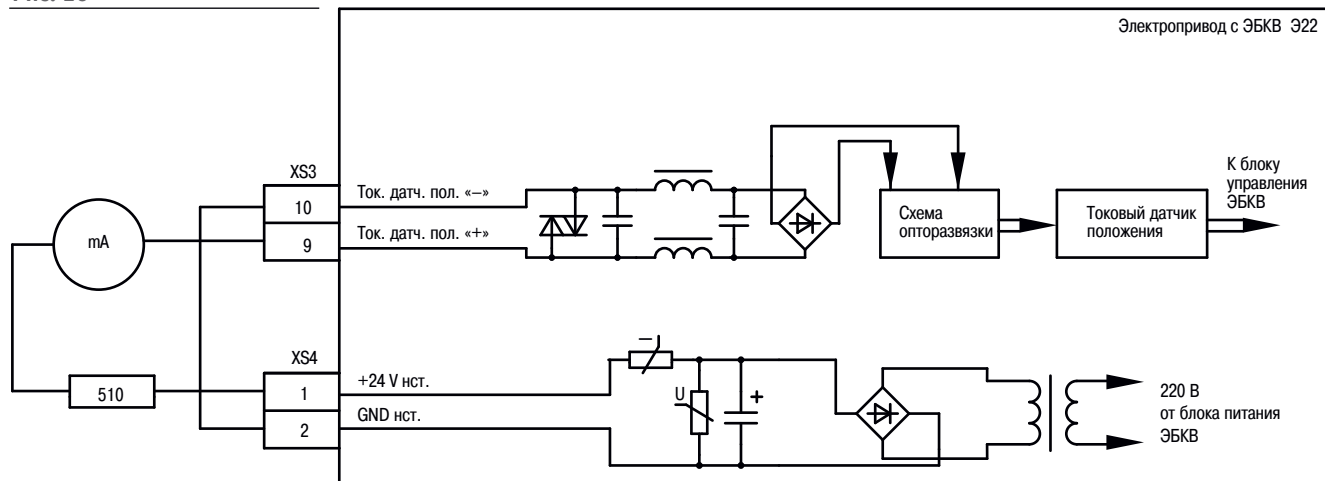 Электропривод с ЭБКВ Э22
XS3
10
9
Ток. датч. пол. «–»
Ток. датч. пол. «+»
mA
Схема
опторазвязки
Токовый датчик
положения
К блоку
управления
ЭБКВ
XS4
1
2
+24 V нст.
GND нст.
510
–
U
+
220 В
от блока питания
ЭБКВ